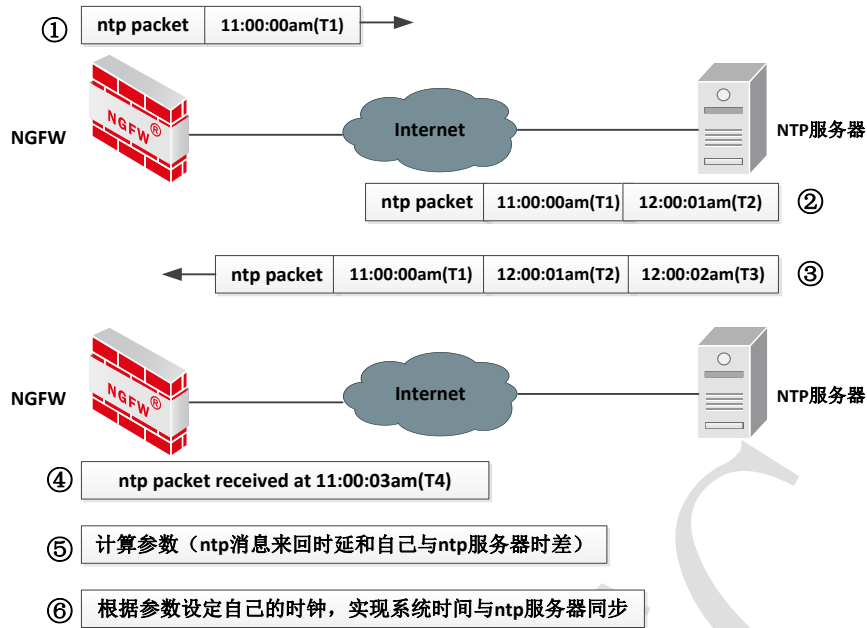 ① ntp packet 11:00:00am(T1)
NGFW®
NGFW Internet NTP服务器
ntp packet 11:00:00am(T1) 12:00:01am(T2) ②
ntp packet 11:00:00am(T1) 12:00:01am(T2) 12:00:02am(T3) ③
NGFW®
NGFW Internet NTP服务器
④ ntp packet received at 11:00:03am(T4)
⑤ 计算参数（ntp消息来回时延和自己与ntp服务器时差）
⑥ 根据参数设定自己的时钟，实现系统时间与ntp服务器同步